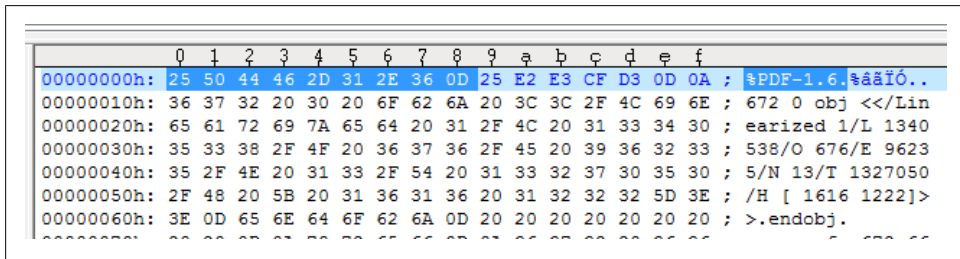 0 1 2 3 4 5 6 7 8 9 a b c d e f
00000000h: 25 50 44 46 2D 31 2E 36 0D 25 E2 E3 CF D3 0D 0A ; %PDF-1.6.%âãÏÓ..
00000010h: 36 37 32 20 30 20 6F 62 6A 20 3C 3C 2F 4C 69 6E ; 672 0 obj <</Lin
00000020h: 65 61 72 69 7A 65 64 20 31 2F 4C 20 31 33 34 30 ; earized 1/L 1340
00000030h: 35 33 38 2F 4F 20 36 37 36 2F 45 20 39 36 32 33 ; 538/O 676/E 9623
00000040h: 35 2F 4E 20 31 33 2F 54 20 31 33 32 37 30 35 30 ; 5/N 13/T 1327050
00000050h: 2F 48 20 5B 20 31 36 31 36 20 31 32 32 32 5D 3E ; /H [ 1616 1222]>
00000060h: 3E 0D 65 6E 64 6F 62 6A 0D 20 20 20 20 20 20 20 ; >.endobj.